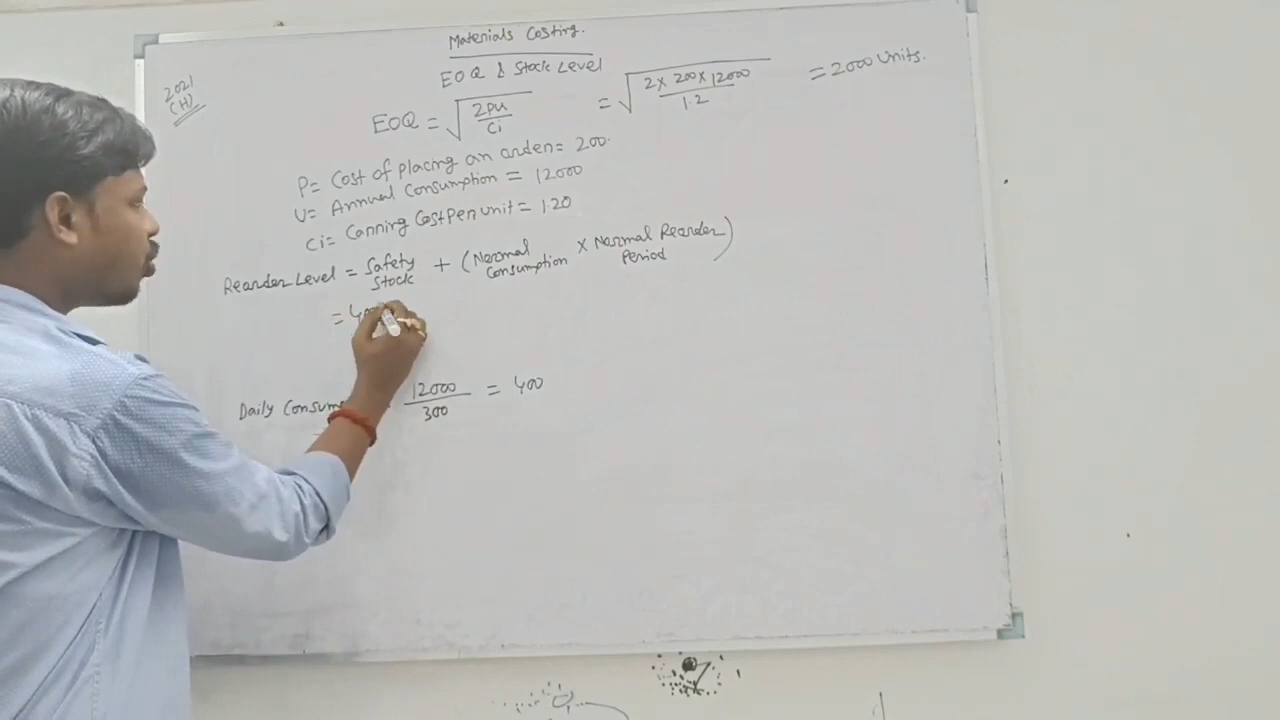 Materials Costing.
EOQ & Stock Level
2021
(H)
EOQ = √(2PU/Ci) = √(2 x 200 x 12000/1.2) = 2000 units.
P= Cost of placing an order= 200.
U= Annual Consumption = 12000
Ci= Carrying Cost Per unit = 1.20
Reorder Level = Safety Stock + (Normal Consumption x Normal Reorder Period)
= 400
Daily Consum = 12000/300 = 400